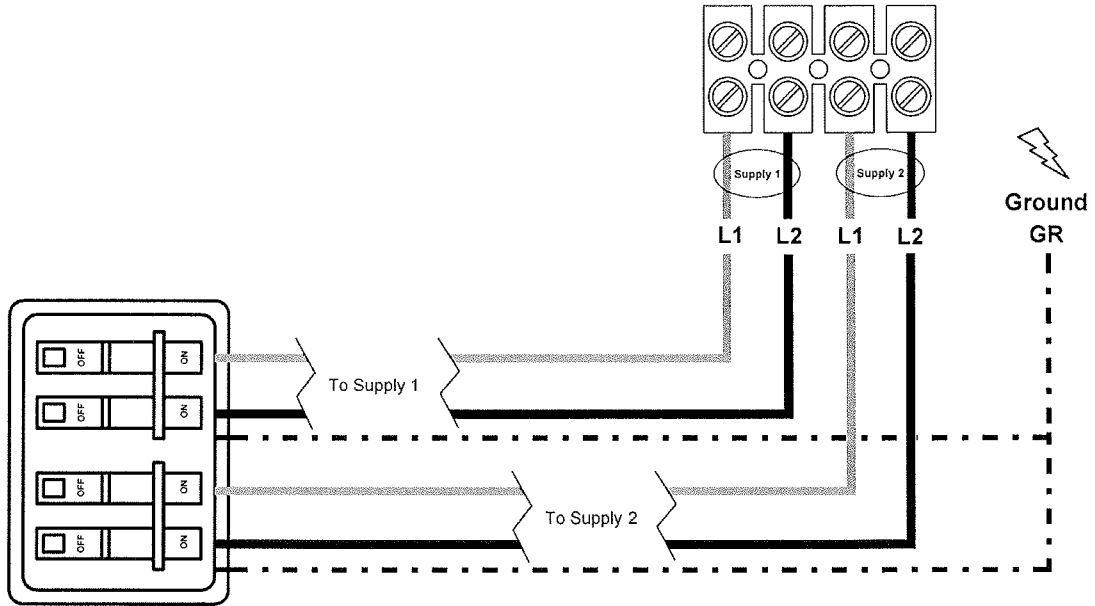 Supply 1
Supply 2
Ground
GR
L1
L2
L1
L2
OFF
ON
To Supply 1
OFF
ON
OFF
ON
To Supply 2
OFF
ON